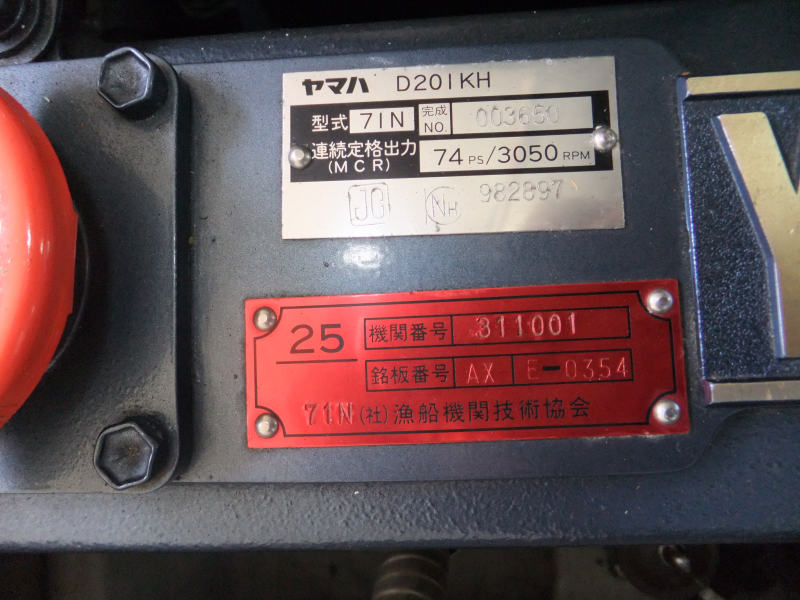 ヤマハ D201KH
型式 71N 完成NO. 003650
連続定格出力(MCR) 74 PS/3050 RPM
JG NH 982897
25 機関番号 311001
銘板番号 AX E-0354
71N (社)漁船機関技術協会
Y